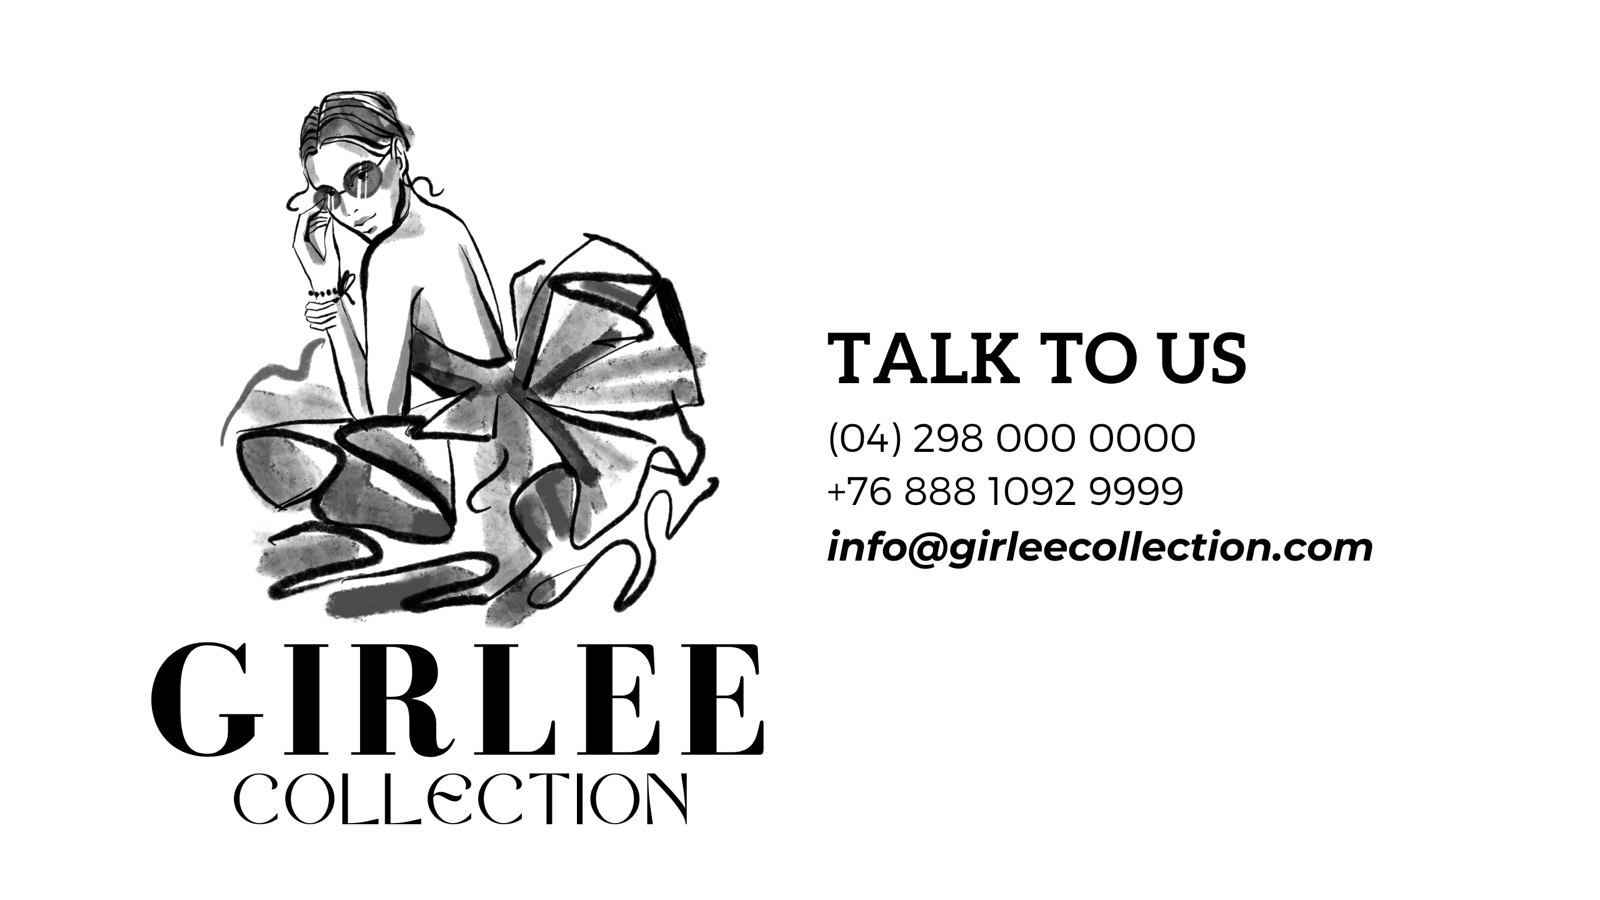 GIRLEE
COLLECTION
TALK TO US
(04) 298 000 0000
+76 888 1092 9999
info@girleecollection.com